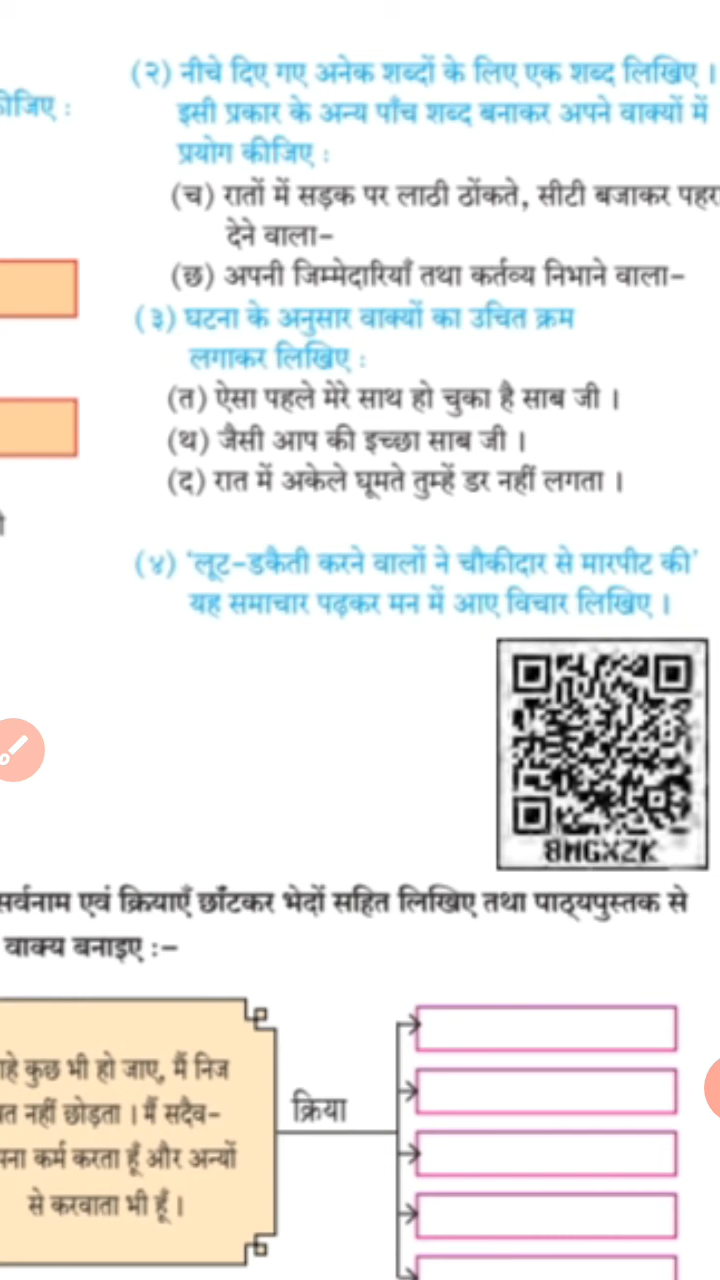 (२) नीचे दिए गए अनेक शब्दों के लिए एक शब्द लिखिए ।
कीजिए :
इसी प्रकार के अन्य पाँच शब्द बनाकर अपने वाक्यों में
प्रयोग कीजिए :
(च) रातों में सड़क पर लाठी ठोंकते, सीटी बजाकर पहरा
देने वाला-
(छ) अपनी जिम्मेदारियाँ तथा कर्तव्य निभाने वाला-
(३) घटना के अनुसार वाक्यों का उचित क्रम
लगाकर लिखिए :
(त) ऐसा पहले मेरे साथ हो चुका है साब जी ।
(थ) जैसी आप की इच्छा साब जी ।
(द) रात में अकेले घूमते तुम्हें डर नहीं लगता ।
(४) ‘लूट-डकैती करने वालों ने चौकीदार से मारपीट की’
यह समाचार पढ़कर मन में आए विचार लिखिए ।
8MGXZK
सर्वनाम एवं क्रियाएँ छाँटकर भेदों सहित लिखिए तथा पाठ्यपुस्तक से
वाक्य बनाइए :-
कुछ भी हो जाए, मैं निज
नहीं छोड़ता । मैं सदैव-
कर्म करता हूँ और अन्यों
से करवाता भी हूँ ।
क्रिया